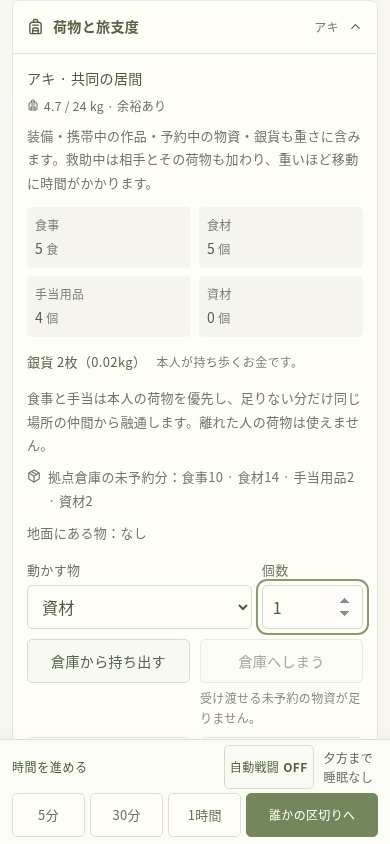 荷物と旅支度 アキ
アキ · 共同の居間
4.7 / 24 kg · 余裕あり
装備・携帯中の作品・予約中の物資・銀貨も重さに含み
ます。救助中は相手とその荷物も加わり、重いほど移動
に時間がかかります。
食事 食材
5 食 5 個
手当用品 資材
4 個 0 個
銀貨 2枚（0.02kg） 本人が持ち歩くお金です。
食事と手当は本人の荷物を優先し、足りない分だけ同じ
場所の仲間から融通します。離れた人の荷物は使えませ
ん。
拠点倉庫の未予約分：食事10 · 食材14 · 手当用品2
· 資材2
地面にある物：なし
動かす物 個数
資材 1
倉庫から持ち出す 倉庫へしまう
受け渡せる未予約の物資が足
りません。
時間を進める 自動戦闘 OFF 夕方まで
睡眠なし
5分 30分 1時間 誰かの区切りへ